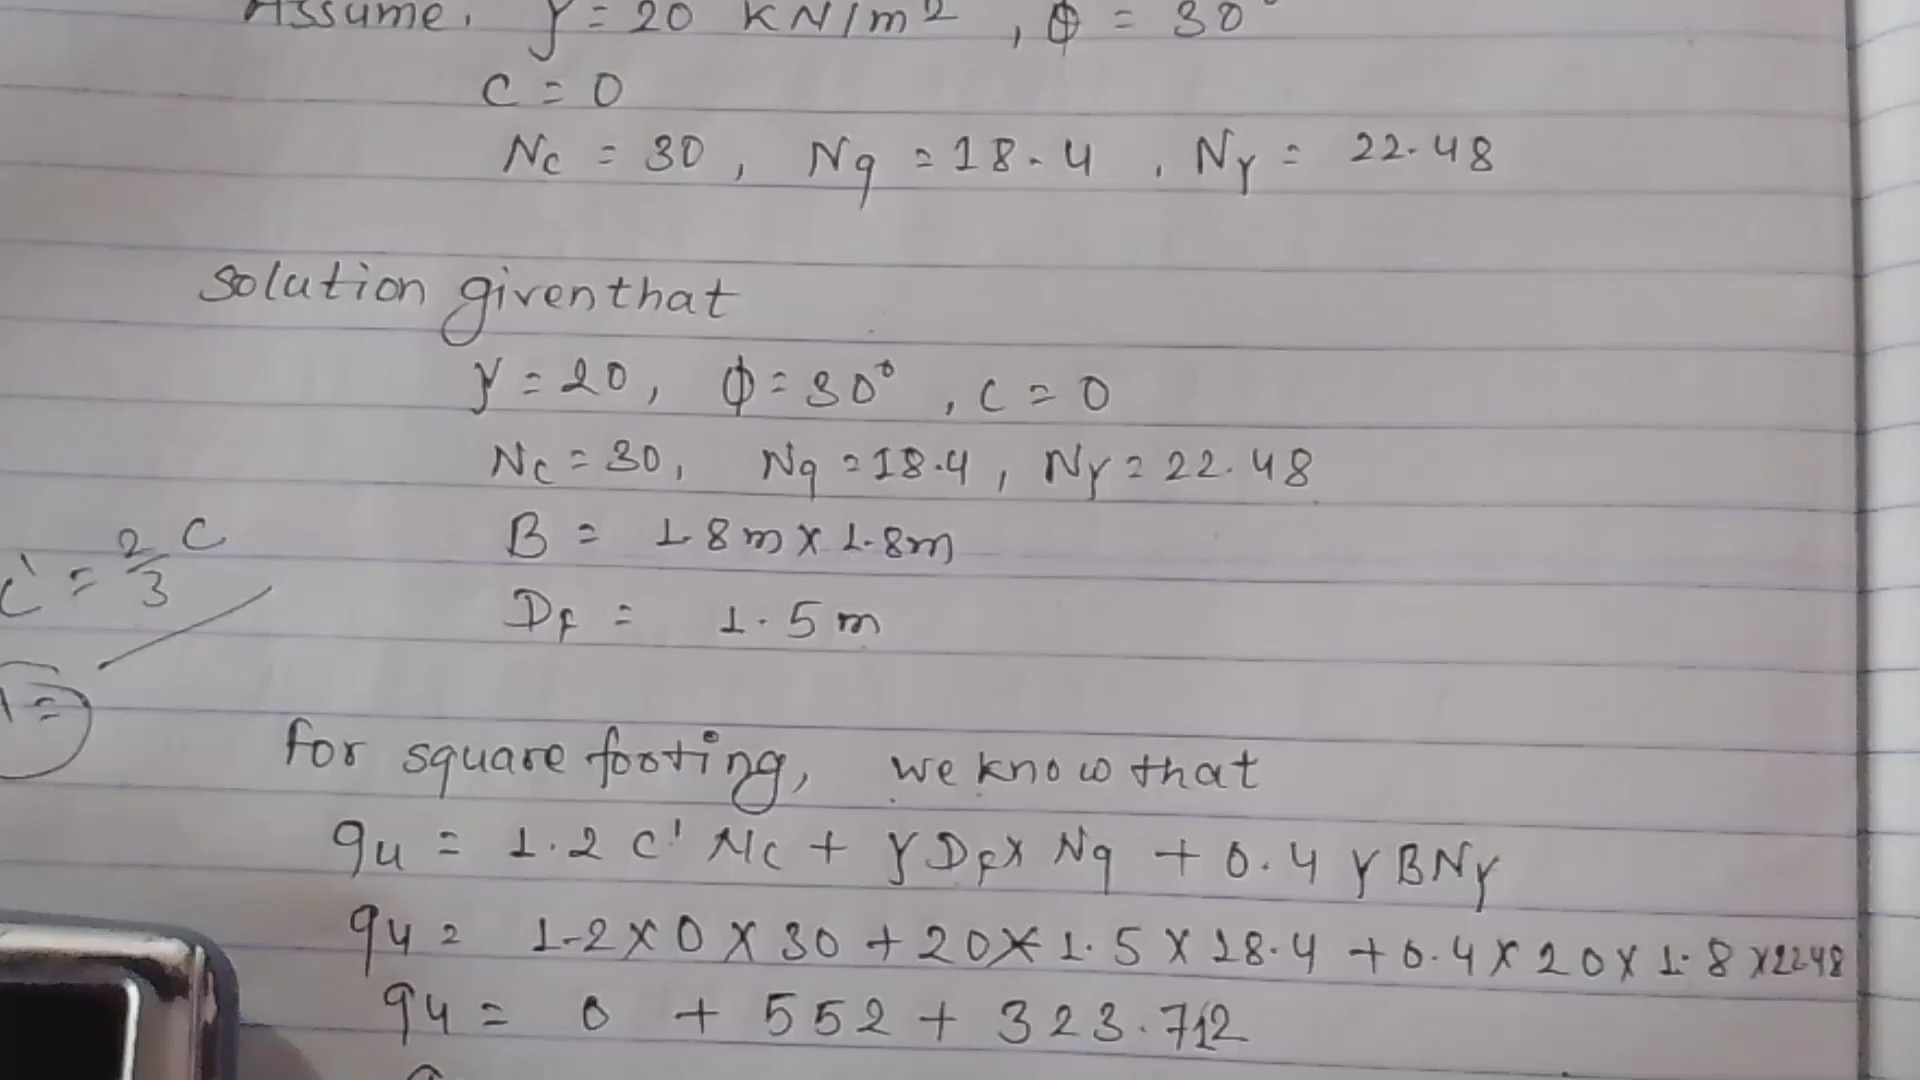 Assume. γ = 20 KN/m2 , ϕ = 30°
C = 0
Nc = 30 , Nq = 18.4 , Nγ = 22.48
Solution given that
γ = 20, ϕ = 30° , C = 0
Nc = 30, Nq = 18.4 , Nγ = 22.48
B = 1.8m x 1.8m
C' = 2/3 C
Df = 1.5 m
for square footing, we know that
qu = 1.2 C' Nc + γ Df x Nq + 0.4 γ B Nγ
qu = 1.2 x 0 x 30 + 20 x 1.5 x 18.4 + 0.4 x 20 x 1.8 x 22.48
qu = 0 + 552 + 323.712